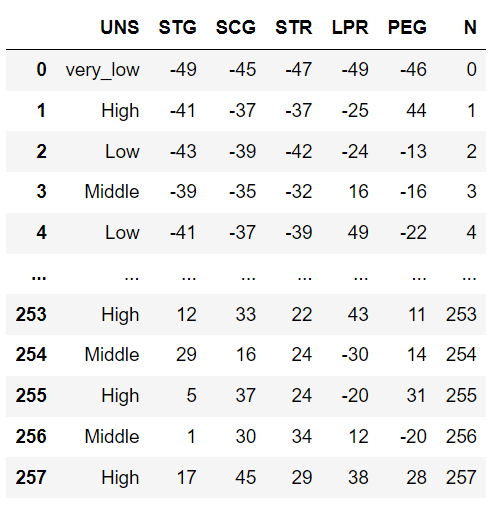 UNS STG SCG STR LPR PEG N
0 very_low -49 -45 -47 -49 -46 0
1 High -41 -37 -37 -25 44 1
2 Low -43 -39 -42 -24 -13 2
3 Middle -39 -35 -32 16 -16 3
4 Low -41 -37 -39 49 -22 4
... ... ... ... ... ... ... ...
253 High 12 33 22 43 11 253
254 Middle 29 16 24 -30 14 254
255 High 5 37 24 -20 31 255
256 Middle 1 30 34 12 -20 256
257 High 17 45 29 38 28 257